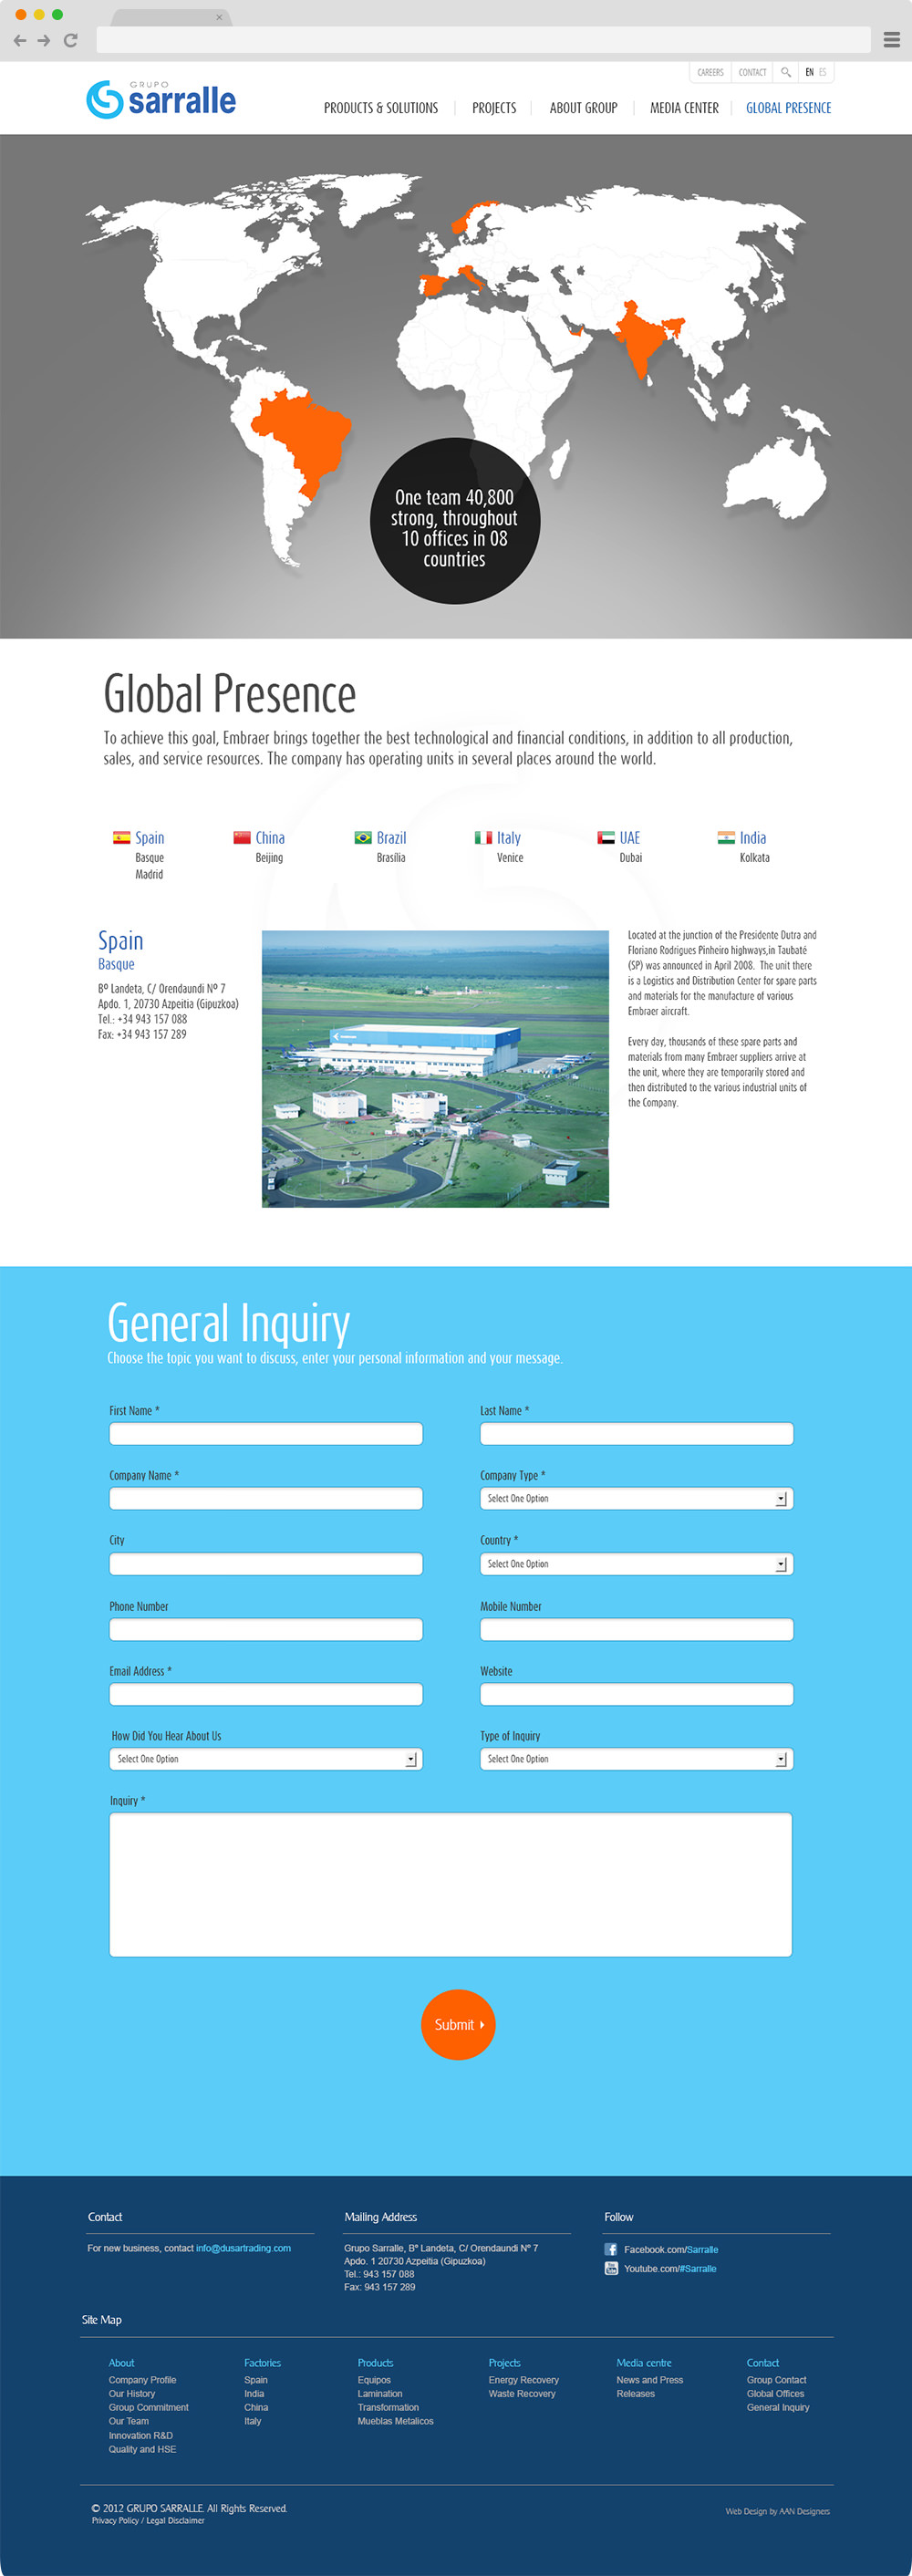 CAREERS
CONTACT
EN ES
GRUPO
sarralle
PRODUCTS & SOLUTIONS
PROJECTS
ABOUT GROUP
MEDIA CENTER
GLOBAL PRESENCE
One team 40,800
strong, throughout
10 offices in 08
countries
Global Presence
To achieve this goal, Embraer brings together the best technological and financial conditions, in addition to all production,
sales, and service resources. The company has operating units in several places around the world.
Spain
Basque
Madrid
China
Beijing
Brazil
Brasília
Italy
Venice
UAE
Dubai
India
Kolkata
Spain
Basque
Bº Landeta, C/ Orendaundi Nº 7
Apdo. 1, 20730 Azpeitia (Gipuzkoa)
Tel.: +34 943 157 088
Fax: +34 943 157 289
Located at the junction of the Presidente Dutra and
Floriano Rodrigues Pinheiro highways,in Taubaté
(SP) was announced in April 2008. The unit there
is a Logistics and Distribution Center for spare parts
and materials for the manufacture of various
Embraer aircraft.
Every day, thousands of these spare parts and
materials from many Embraer suppliers arrive at
the unit, where they are temporarily stored and
then distributed to the various industrial units of
the Company.
General Inquiry
Choose the topic you want to discuss, enter your personal information and your message.
First Name *
Last Name *
Company Name *
Company Type *
Select One Option
City
Country *
Select One Option
Phone Number
Mobile Number
Email Address *
Website
How Did You Hear About Us
Select One Option
Type of Inquiry
Select One Option
Inquiry *
Submit
Contact
For new business, contact info@dusartrading.com
Mailing Address
Grupo Sarralle, Bº Landeta, C/ Orendaundi Nº 7
Apdo. 1 20730 Azpeitia (Gipuzkoa)
Tel.: 943 157 088
Fax: 943 157 289
Follow
Facebook.com/Sarralle
Youtube.com/#Sarralle
Site Map
About
Company Profile
Our History
Group Commitment
Our Team
Innovation R&D
Quality and HSE
Factories
Spain
India
China
Italy
Products
Equipos
Lamination
Transformation
Mueblas Metalicos
Projects
Energy Recovery
Waste Recovery
Media centre
News and Press
Releases
Contact
Group Contact
Global Offices
General Inquiry
© 2012 GRUPO SARRALLE. All Rights Reserved.
Privacy Policy / Legal Disclaimer
Web Design by AAN Designers